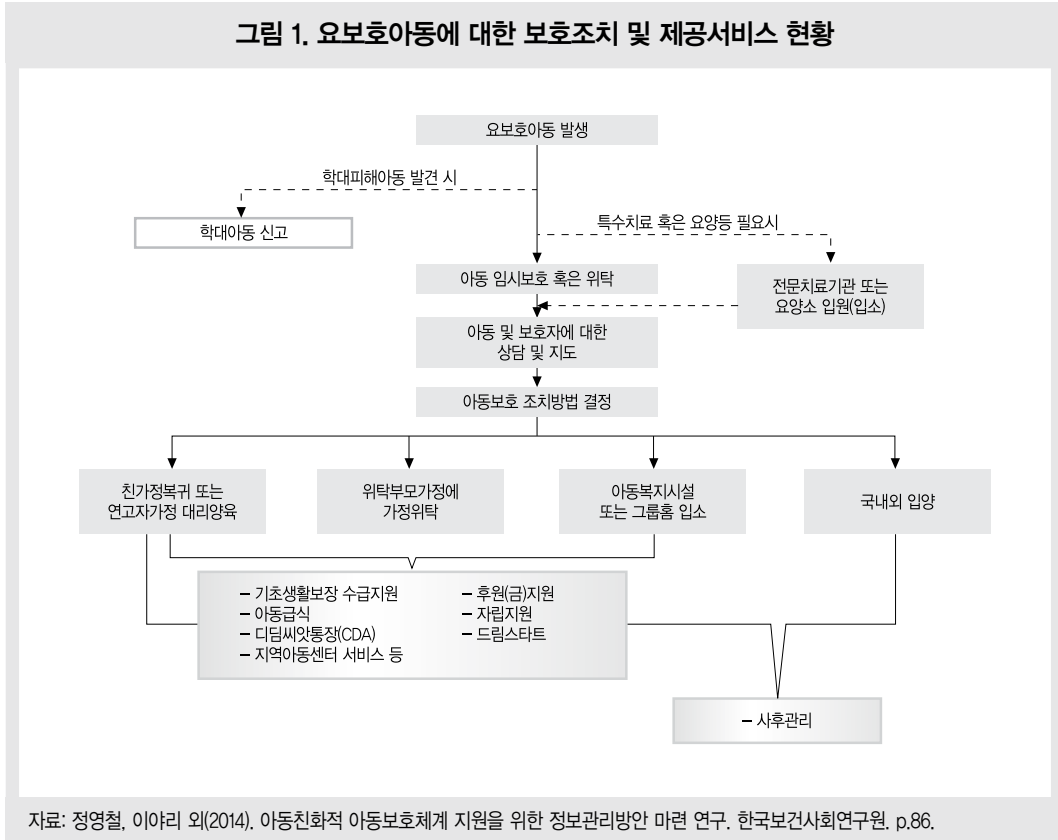 그림 1. 요보호아동에 대한 보호조치 및 제공서비스 현황
요보호아동 발생
학대피해아동 발견 시
학대아동 신고
특수치료 혹은 요양등 필요시
아동 임시보호 혹은 위탁
전문치료기관 또는
요양소 입원(입소)
아동 및 보호자에 대한
상담 및 지도
아동보호 조치방법 결정
친가정복귀 또는
연고자가정 대리양육
위탁부모가정에
가정위탁
아동복지시설
또는 그룹홈 입소
국내외 입양
– 기초생활보장 수급지원
– 아동급식
– 디딤씨앗통장(CDA)
– 지역아동센터 서비스 등
– 후원(금)지원
– 자립지원
– 드림스타트
– 사후관리
자료: 정영철, 이야리 외(2014). 아동친화적 아동보호체계 지원을 위한 정보관리방안 마련 연구. 한국보건사회연구원. p.86.